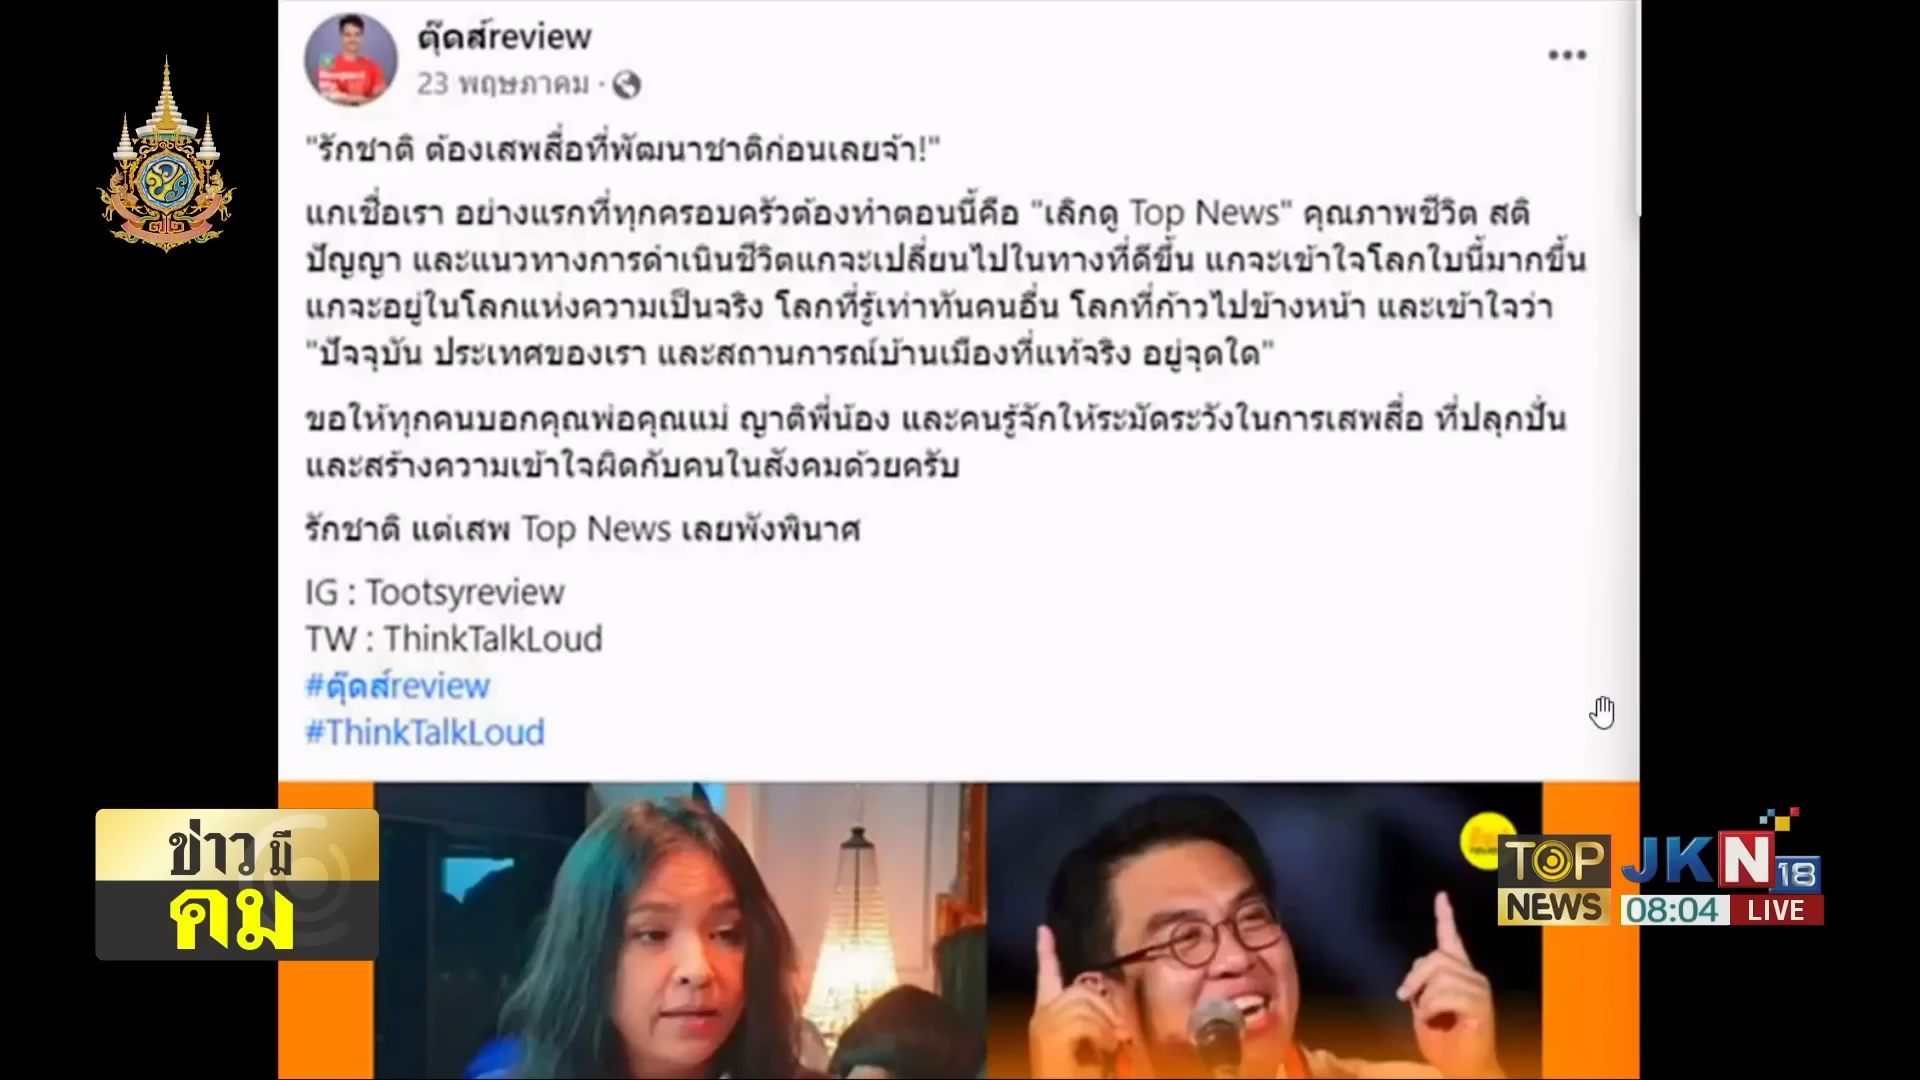 ตุ๊ดส์review
23 พฤษภาคม ·
"รักชาติ ต้องเสพสื่อที่พัฒนาชาติก่อนเลยจ้า!"
แกเชื่อเรา อย่างแรกที่ทุกครอบครัวต้องทำตอนนี้คือ "เลิกดู Top News" คุณภาพชีวิต สติ
ปัญญา และแนวทางการดำเนินชีวิตแกจะเปลี่ยนไปในทางที่ดีขึ้น แกจะเข้าใจโลกใบนี้มากขึ้น
แกจะอยู่ในโลกแห่งความเป็นจริง โลกที่รู้เท่าทันคนอื่น โลกที่ก้าวไปข้างหน้า และเข้าใจว่า
"ปัจจุบัน ประเทศของเรา และสถานการณ์บ้านเมืองที่แท้จริง อยู่จุดใด"
ขอให้ทุกคนบอกคุณพ่อคุณแม่ ญาติพี่น้อง และคนรู้จักให้ระมัดระวังในการเสพสื่อ ที่ปลุกปั่น
และสร้างความเข้าใจผิดกับคนในสังคมด้วยครับ
รักชาติ แต่เสพ Top News เลยพังพินาศ
IG : Tootsyreview
TW : ThinkTalkLoud
#ตุ๊ดส์review
#ThinkTalkLoud
ข่าวมี
คม
TOP
NEWS
JKN
18
08:04 LIVE